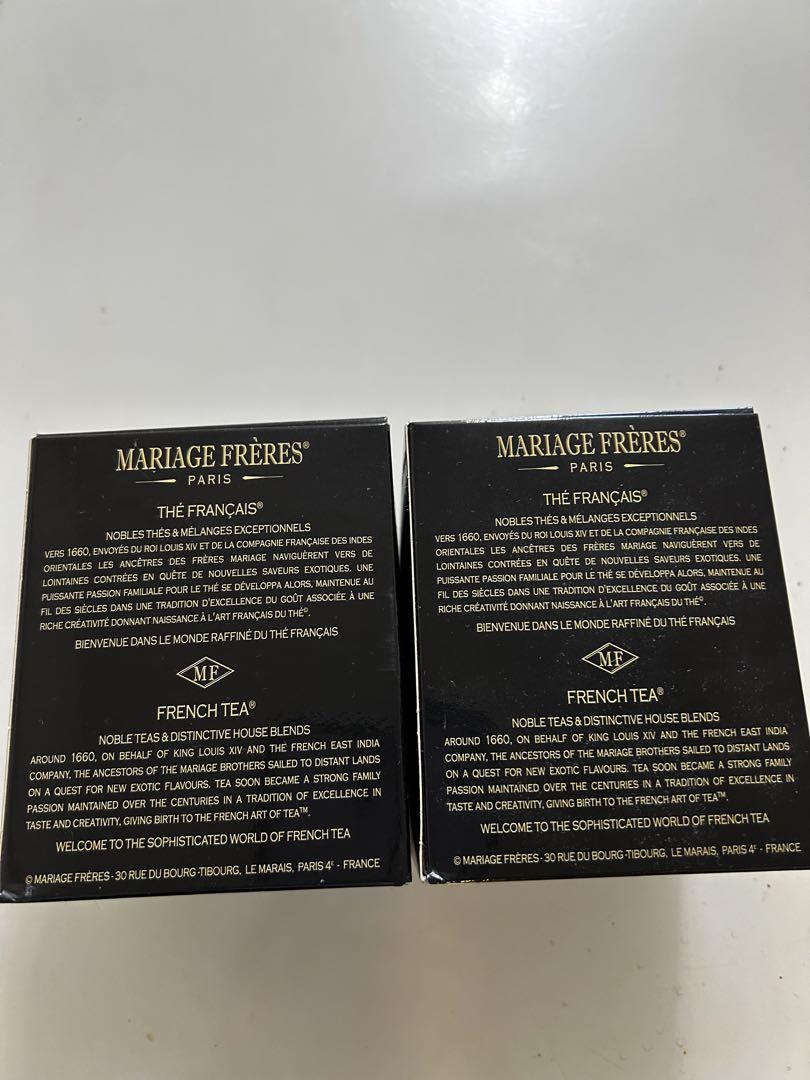 MARIAGE FRÈRES®
PARIS
THÉ FRANÇAIS®
NOBLES THÉS & MÉLANGES EXCEPTIONNELS
VERS 1660, ENVOYÉS DU ROI LOUIS XIV ET DE LA COMPAGNIE FRANÇAISE DES INDES
ORIENTALES LES ANCÊTRES DES FRÈRES MARIAGE NAVIGUÈRENT VERS DE
LOINTAINES CONTRÉES EN QUÊTE DE NOUVELLES SAVEURS EXOTIQUES. UNE
PUISSANTE PASSION FAMILIALE POUR LE THÉ SE DÉVELOPPA ALORS, MAINTENUE AU
FIL DES SIÈCLES DANS UNE TRADITION D'EXCELLENCE DU GOÛT ASSOCIÉE À UNE
RICHE CRÉATIVITÉ DONNANT NAISSANCE À L'ART FRANÇAIS DU THÉ©.
BIENVENUE DANS LE MONDE RAFFINÉ DU THÉ FRANÇAIS
MF
FRENCH TEA®
NOBLE TEAS & DISTINCTIVE HOUSE BLENDS
AROUND 1660, ON BEHALF OF KING LOUIS XIV AND THE FRENCH EAST INDIA
COMPANY, THE ANCESTORS OF THE MARIAGE BROTHERS SAILED TO DISTANT LANDS
ON A QUEST FOR NEW EXOTIC FLAVOURS. TEA SOON BECAME A STRONG FAMILY
PASSION MAINTAINED OVER THE CENTURIES IN A TRADITION OF EXCELLENCE IN
TASTE AND CREATIVITY, GIVING BIRTH TO THE FRENCH ART OF TEA™.
WELCOME TO THE SOPHISTICATED WORLD OF FRENCH TEA
© MARIAGE FRÈRES - 30 RUE DU BOURG-TIBOURG, LE MARAIS, PARIS 4E - FRANCE
MARIAGE FRÈRES®
PARIS
THÉ FRANÇAIS®
NOBLES THÉS & MÉLANGES EXCEPTIONNELS
VERS 1660, ENVOYÉS DU ROI LOUIS XIV ET DE LA COMPAGNIE FRANÇAISE DES INDES
ORIENTALES LES ANCÊTRES DES FRÈRES MARIAGE NAVIGUÈRENT VERS DE
LOINTAINES CONTRÉES EN QUÊTE DE NOUVELLES SAVEURS EXOTIQUES. UNE
PUISSANTE PASSION FAMILIALE POUR LE THÉ SE DÉVELOPPA ALORS, MAINTENUE AU
FIL DES SIÈCLES DANS UNE TRADITION D'EXCELLENCE DU GOÛT ASSOCIÉE À UNE
RICHE CRÉATIVITÉ DONNANT NAISSANCE À L'ART FRANÇAIS DU THÉ©.
BIENVENUE DANS LE MONDE RAFFINÉ DU THÉ FRANÇAIS
MF
FRENCH TEA®
NOBLE TEAS & DISTINCTIVE HOUSE BLENDS
AROUND 1660, ON BEHALF OF KING LOUIS XIV AND THE FRENCH EAST INDIA
COMPANY, THE ANCESTORS OF THE MARIAGE BROTHERS SAILED TO DISTANT LANDS
ON A QUEST FOR NEW EXOTIC FLAVOURS. TEA SOON BECAME A STRONG FAMILY
PASSION MAINTAINED OVER THE CENTURIES IN A TRADITION OF EXCELLENCE IN
TASTE AND CREATIVITY, GIVING BIRTH TO THE FRENCH ART OF TEA™.
WELCOME TO THE SOPHISTICATED WORLD OF FRENCH TEA
© MARIAGE FRÈRES - 30 RUE DU BOURG-TIBOURG, LE MARAIS, PARIS 4E - FRANCE